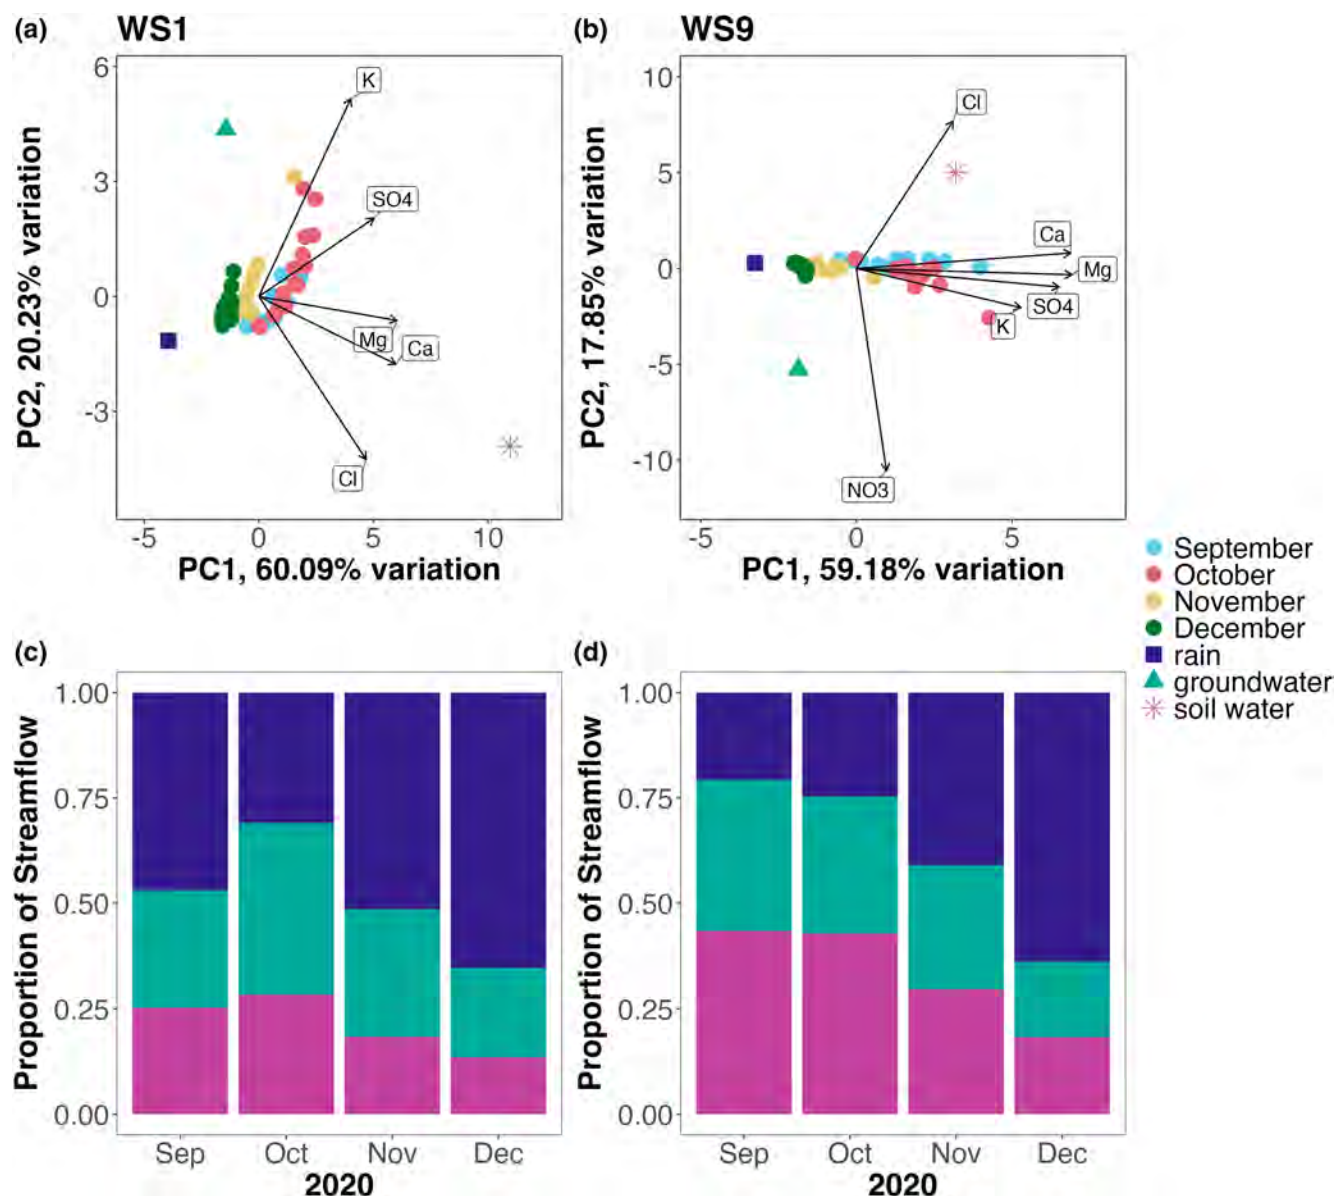 (a) WS1
6
3
0
-3
PC2, 20.23% variation
K
SO4
Mg
Ca
Cl
-5 0 5 10
PC1, 60.09% variation
(b) WS9
10
5
0
-5
-10
PC2, 17.85% variation
Cl
Ca
Mg
SO4
K
NO3
-5 0 5
PC1, 59.18% variation
September
October
November
December
rain
groundwater
soil water
(c)
1.00
0.75
0.50
0.25
0.00
Proportion of Streamflow
Sep Oct Nov Dec
2020
(d)
1.00
0.75
0.50
0.25
0.00
Proportion of Streamflow
Sep Oct Nov Dec
2020